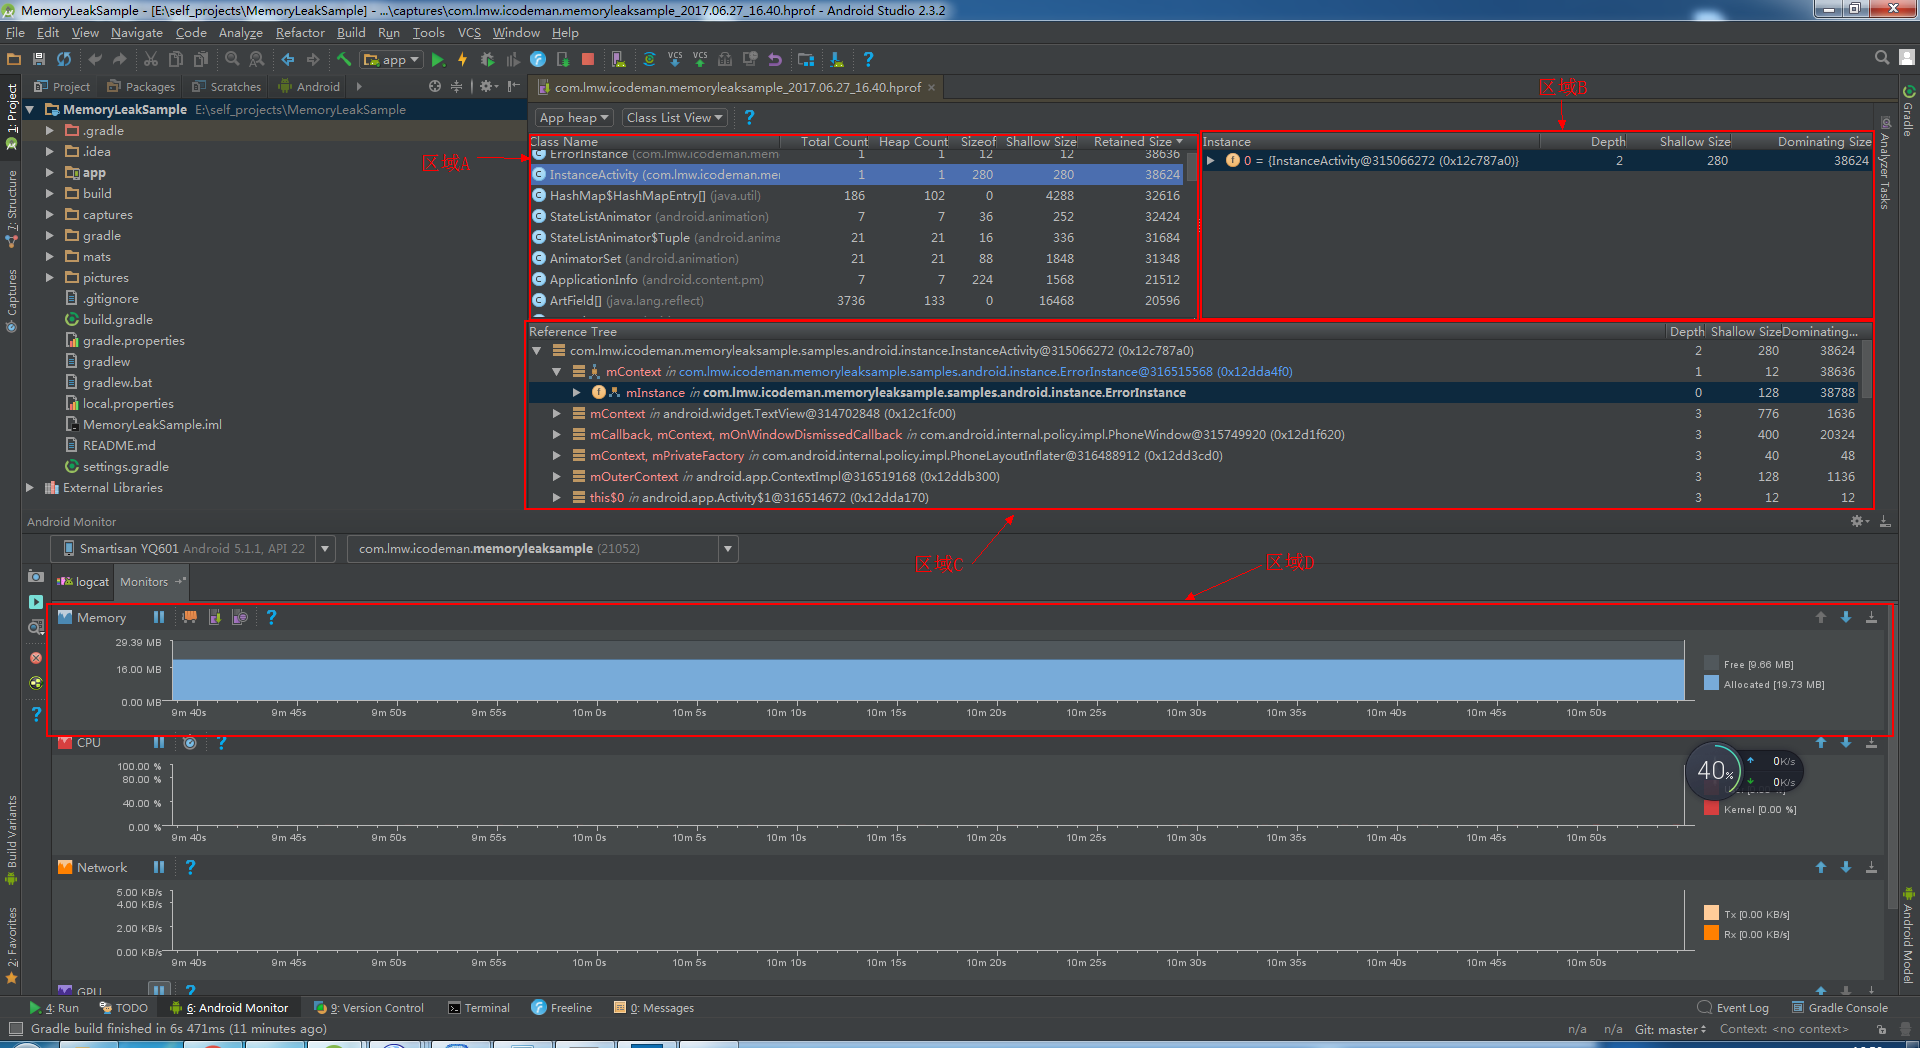 MemoryLeakSample - [E:\self_projects\MemoryLeakSample] - ...\captures\com.lmw.icodeman.memoryleaksample_2017.06.27_16.40.hprof - Android Studio 2.3.2
File Edit View Navigate Code Analyze Refactor Build Run Tools VCS Window Help
app
Project Packages Scratches Android
com.lmw.icodeman.memoryleaksample_2017.06.27_16.40.hprof
区域B
1: Project
7: Structure
Captures
Build Variants
2: Favorites
MemoryLeakSample E:\self_projects\MemoryLeakSample
.gradle
.idea
app
build
captures
gradle
mats
pictures
.gitignore
build.gradle
gradle.properties
gradlew
gradlew.bat
local.properties
MemoryLeakSample.iml
README.md
settings.gradle
External Libraries
App heap Class List View ?
区域A
Class Name Total Count Heap Count Sizeof Shallow Size Retained Size
ErrorInstance (com.lmw.icodeman.mem 1 1 12 12 38636
InstanceActivity (com.lmw.icodeman.me 1 1 280 280 38624
HashMap$HashMapEntry[] (java.util) 186 102 0 4288 32616
StateListAnimator (android.animation) 7 7 36 252 32424
StateListAnimator$Tuple (android.anima 21 21 16 336 31684
AnimatorSet (android.animation) 21 21 88 1848 31348
ApplicationInfo (android.content.pm) 7 7 224 1568 21512
ArtField[] (java.lang.reflect) 3736 133 0 16468 20596
Instance Depth Shallow Size Dominating Size
0 = {InstanceActivity@315066272 (0x12c787a0)} 2 280 38624
Reference Tree Depth Shallow Size Dominating...
com.lmw.icodeman.memoryleaksample.samples.android.instance.InstanceActivity@315066272 (0x12c787a0) 2 280 38624
mContext in com.lmw.icodeman.memoryleaksample.samples.android.instance.ErrorInstance@316515568 (0x12dda4f0) 1 12 38636
mInstance in com.lmw.icodeman.memoryleaksample.samples.android.instance.ErrorInstance 0 128 38788
mContext in android.widget.TextView@314702848 (0x12c1fc00) 3 776 1636
mCallback, mContext, mOnWindowDismissedCallback in com.android.internal.policy.impl.PhoneWindow@315749920 (0x12d1f620) 3 400 20324
mContext, mPrivateFactory in com.android.internal.policy.impl.PhoneLayoutInflater@316488912 (0x12dd3cd0) 3 40 48
mOuterContext in android.app.ContextImpl@316519168 (0x12ddb300) 3 128 1136
this$0 in android.app.Activity$1@316514672 (0x12dda170) 3 12 12
Gradle
Analyzer Tasks
Android Model
Android Monitor
Smartisan YQ601 Android 5.1.1, API 22
com.lmw.icodeman.memoryleaksample (21052)
区域C
区域D
logcat Monitors
Memory ?
29.39 MB
16.00 MB
0.00 MB
Free [9.66 MB]
Allocated [19.73 MB]
9m 40s 9m 45s 9m 50s 9m 55s 10m 0s 10m 5s 10m 10s 10m 15s 10m 20s 10m 25s 10m 30s 10m 35s 10m 40s 10m 45s 10m 50s
CPU ?
100.00 %
80.00 %
40.00 %
0.00 %
40%
0K/s
0K/s
Kernel [0.00 %]
9m 40s 9m 45s 9m 50s 9m 55s 10m 0s 10m 5s 10m 10s 10m 15s 10m 20s 10m 25s 10m 30s 10m 35s 10m 40s 10m 45s 10m 50s
Network ?
5.00 KB/s
4.00 KB/s
2.00 KB/s
0.00 KB/s
Tx [0.00 KB/s]
Rx [0.00 KB/s]
9m 40s 9m 45s 9m 50s 9m 55s 10m 0s 10m 5s 10m 10s 10m 15s 10m 20s 10m 25s 10m 30s 10m 35s 10m 40s 10m 45s 10m 50s
GPU ?
4: Run TODO 6: Android Monitor 9: Version Control Terminal Freeline 0: Messages Event Log Gradle Console
Gradle build finished in 6s 471ms (11 minutes ago) n/a n/a Git: master Context: <no context>